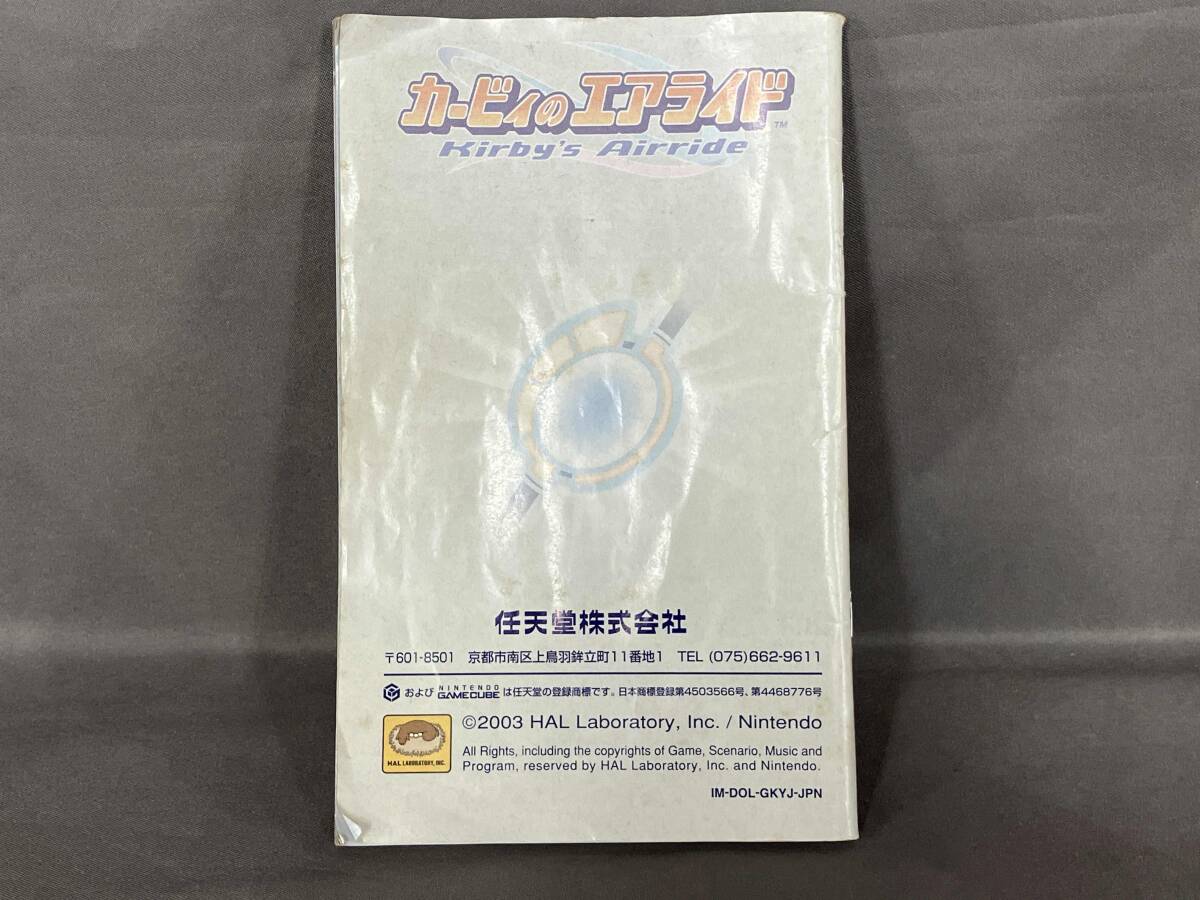 カービィのエアライド™
Kirby's Airride
任天堂株式会社
〒601-8501 京都市南区上鳥羽鉾立町11番地1 TEL (075)662-9611
および NINTENDO GAMECUBE は任天堂の登録商標です。日本商標登録第4503566号、第4468776号
©2003 HAL Laboratory, Inc. / Nintendo
All Rights, including the copyrights of Game, Scenario, Music and
Program, reserved by HAL Laboratory, Inc. and Nintendo.
HAL LABORATORY, INC.
IM-DOL-GKYJ-JPN